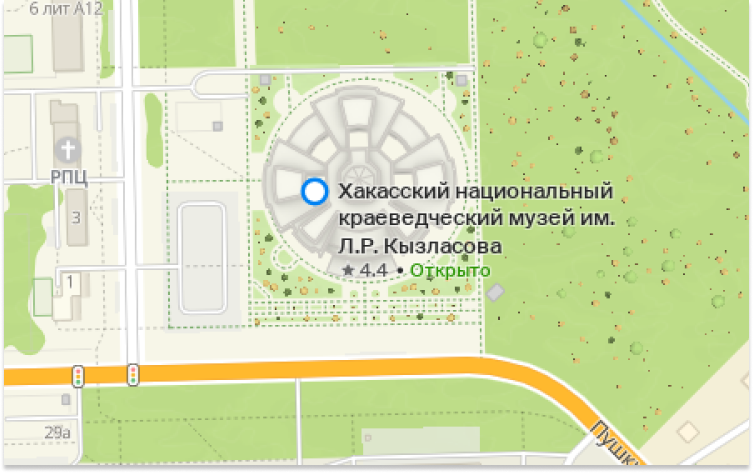 6 лит А12
РПЦ
3
1
29а
Хакасский национальный
краеведческий музей им.
Л.Р. Кызласова
★ 4.4 • Открыто
Пушк